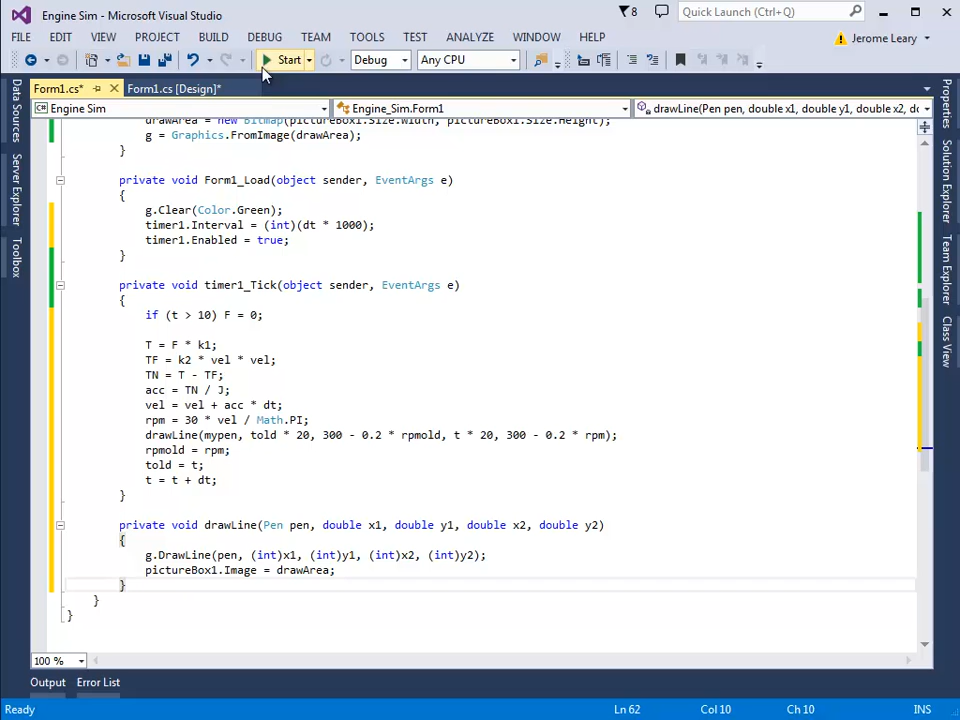 Engine Sim - Microsoft Visual Studio
8
Quick Launch (Ctrl+Q)
FILE EDIT VIEW PROJECT BUILD DEBUG TEAM TOOLS TEST ANALYZE WINDOW HELP
Jerome Leary
Start Debug Any CPU
Form1.cs* Form1.cs [Design]*
Engine Sim Engine_Sim.Form1 drawLine(Pen pen, double x1, double y1, double x2, do
drawArea = new Bitmap(pictureBox1.Size.Width, pictureBox1.Size.Height);
g = Graphics.FromImage(drawArea);
}
private void Form1_Load(object sender, EventArgs e)
{
g.Clear(Color.Green);
timer1.Interval = (int)(dt * 1000);
timer1.Enabled = true;
}
private void timer1_Tick(object sender, EventArgs e)
{
if (t > 10) F = 0;
T = F * k1;
TF = k2 * vel * vel;
TN = T - TF;
acc = TN / J;
vel = vel + acc * dt;
rpm = 30 * vel / Math.PI;
drawLine(mypen, told * 20, 300 - 0.2 * rpmold, t * 20, 300 - 0.2 * rpm);
rpmold = rpm;
told = t;
t = t + dt;
}
private void drawLine(Pen pen, double x1, double y1, double x2, double y2)
{
g.DrawLine(pen, (int)x1, (int)y1, (int)x2, (int)y2);
pictureBox1.Image = drawArea;
}
}
}
100 %
Data Sources
Server Explorer
Toolbox
Properties
Solution Explorer
Team Explorer
Class View
Output Error List
Ready Ln 62 Col 10 Ch 10 INS